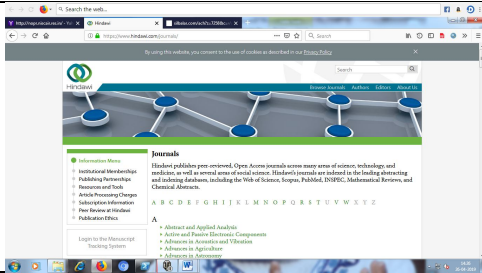 Search the web...
Hindawi
https://www.hindawi.com/journals/
Search
By using this website, you consent to the use of cookies as described in our Privacy Policy
Search
Hindawi
Browse Journals Authors Editors About Us
Information Menu
Institutional Memberships
Publishing Partnerships
Resources and Tools
Article Processing Charges
Subscription Information
Peer Review at Hindawi
Publication Ethics
Login to the Manuscript
Tracking System
Journals
Hindawi publishes peer-reviewed, Open Access journals across many areas of science, technology, and
medicine, as well as several areas of social science. Hindawi's journals are indexed in the leading abstracting
and indexing databases, including the Web of Science, Scopus, PubMed, INSPEC, Mathematical Reviews, and
Chemical Abstracts.
A B C D E F G H I J K L M N O P Q R S T U V W X Y Z
A
Abstract and Applied Analysis
Active and Passive Electronic Components
Advances in Acoustics and Vibration
Advances in Agriculture
Advances in Astronomy